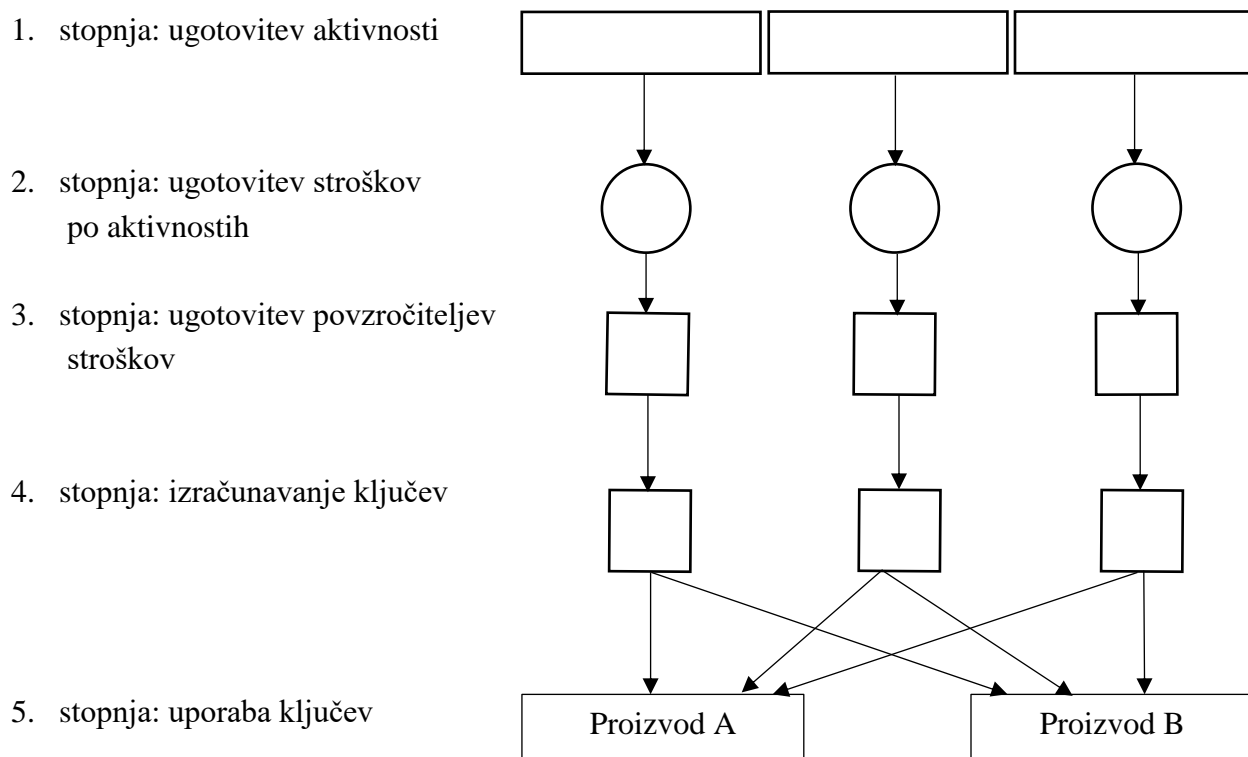 1. stopnja: ugotovitev aktivnosti
2. stopnja: ugotovitev stroškov
po aktivnostih
3. stopnja: ugotovitev povzročiteljev
stroškov
4. stopnja: izračunavanje ključev
5. stopnja: uporaba ključev
Proizvod A
Proizvod B